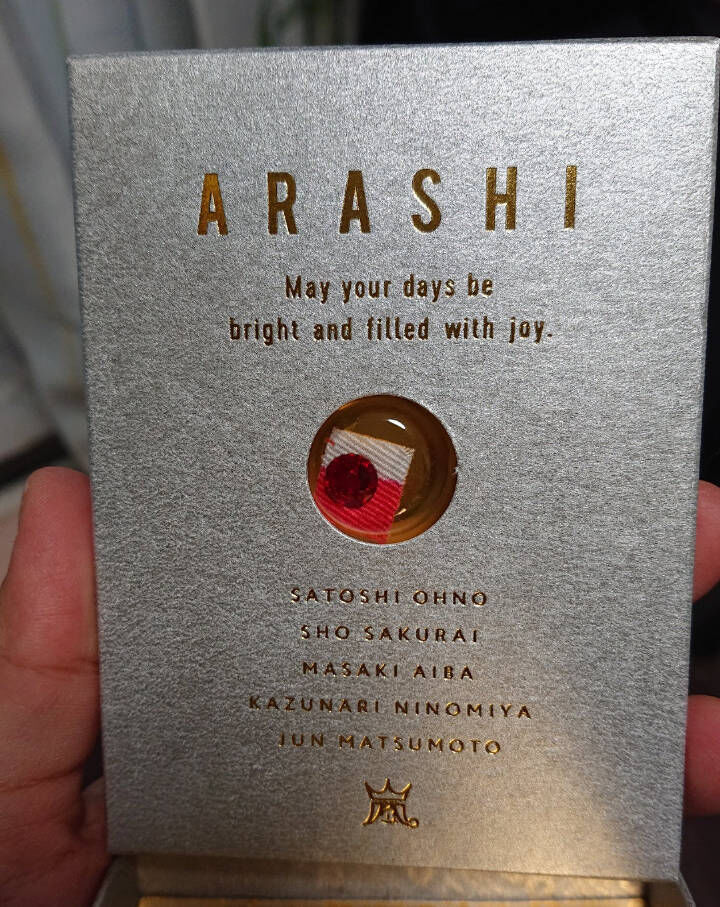 ARASHI
May your days be
bright and filled with joy.
SATOSHI OHNO
SHO SAKURAI
MASAKI AIBA
KAZUNARI NINOMIYA
JUN MATSUMOTO